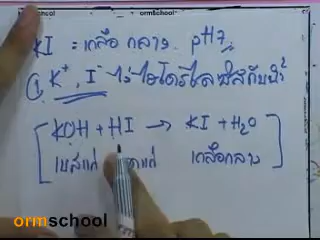 ormschool
KI = เกลือ กลาง pH 7
① K⁺, I⁻ ไม่ไฮโดรไลซิสกับน้ำ
[ KOH + HI → KI + H₂O ]
เบสแก่ ดแก่ เกลือกลาง
ormschool